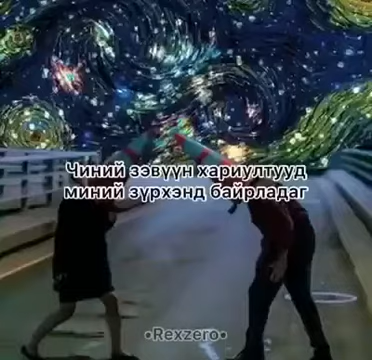 Чиний зэвүүн хариултууд
миний зүрхэнд байрладаг
•Rexzero•